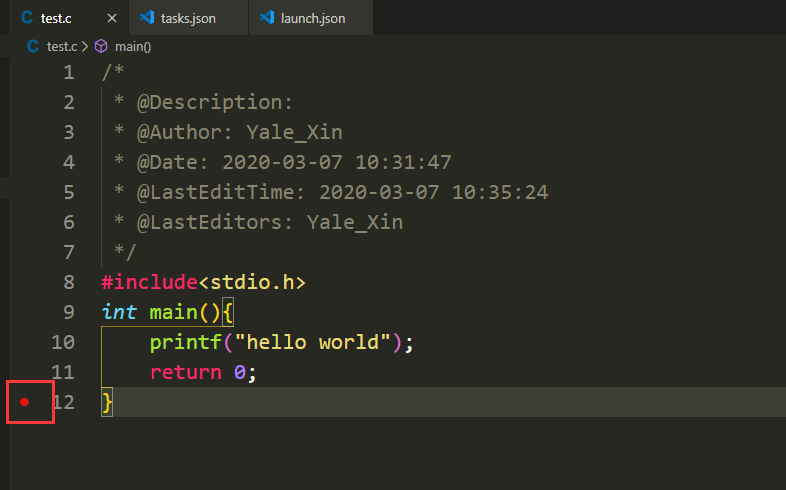 C test.c × tasks.json launch.json
C test.c > main()
1 /*
2 * @Description:
3 * @Author: Yale_Xin
4 * @Date: 2020-03-07 10:31:47
5 * @LastEditTime: 2020-03-07 10:35:24
6 * @LastEditors: Yale_Xin
7 */
8 #include<stdio.h>
9 int main(){
10 printf("hello world");
11 return 0;
12 }